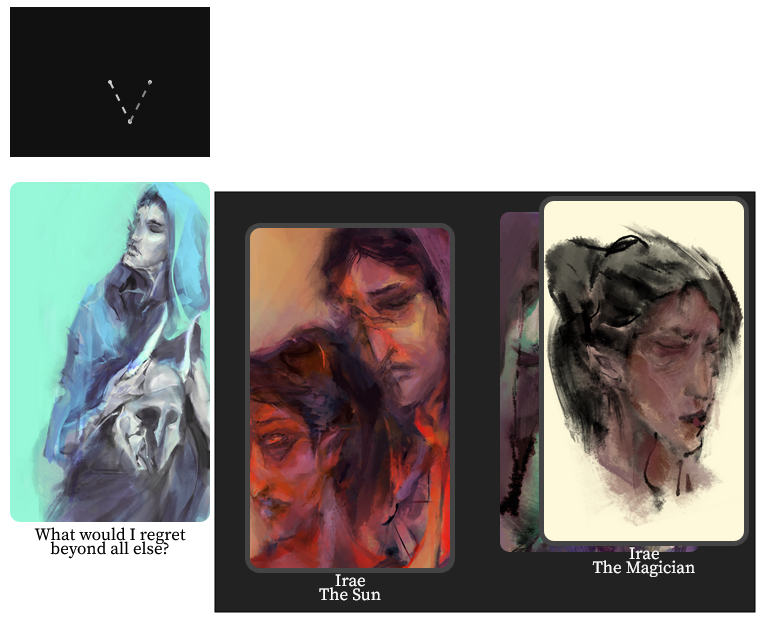 What would I regret
beyond all else?
Irae
The Sun
Irae
The Magician